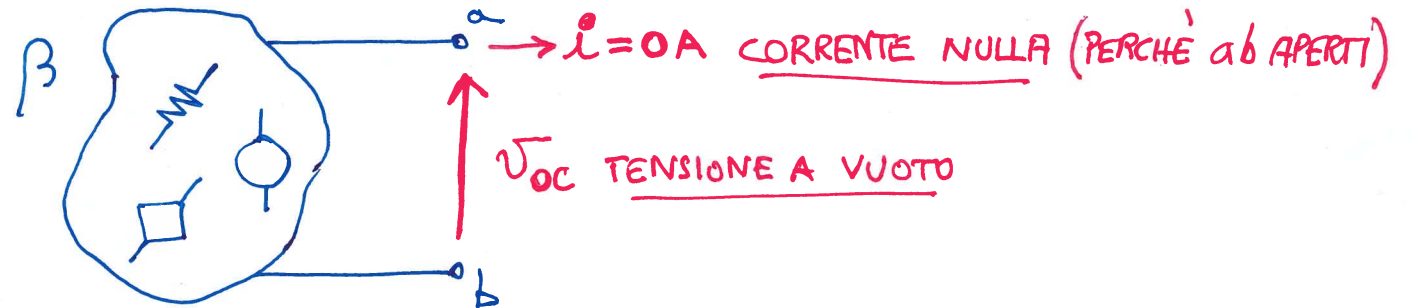 β
a
→ i = 0A CORRENTE NULLA (PERCHÈ ab APERTI)
v_OC TENSIONE A VUOTO
b